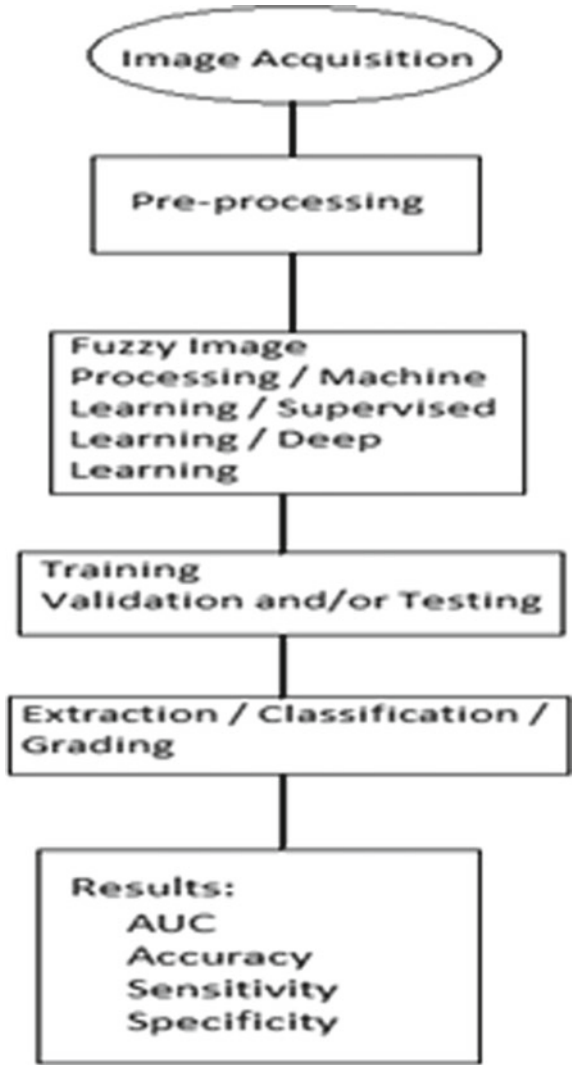 Image Acquisition
Pre-processing
Fuzzy Image
Processing / Machine
Learning / Supervised
Learning / Deep
Learning
Training
Validation and/or Testing
Extraction / Classification /
Grading
Results:
AUC
Accuracy
Sensitivity
Specificity